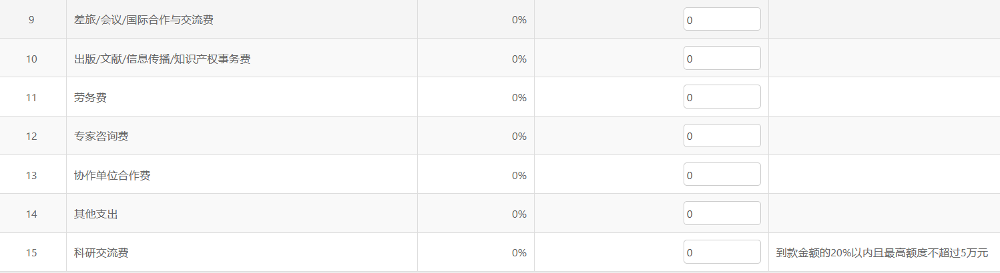 9 差旅/会议/国际合作与交流费 0% 0
10 出版/文献/信息传播/知识产权事务费 0% 0
11 劳务费 0% 0
12 专家咨询费 0% 0
13 协作单位合作费 0% 0
14 其他支出 0% 0
15 科研交流费 0% 0 到款金额的20%以内且最高额度不超过5万元